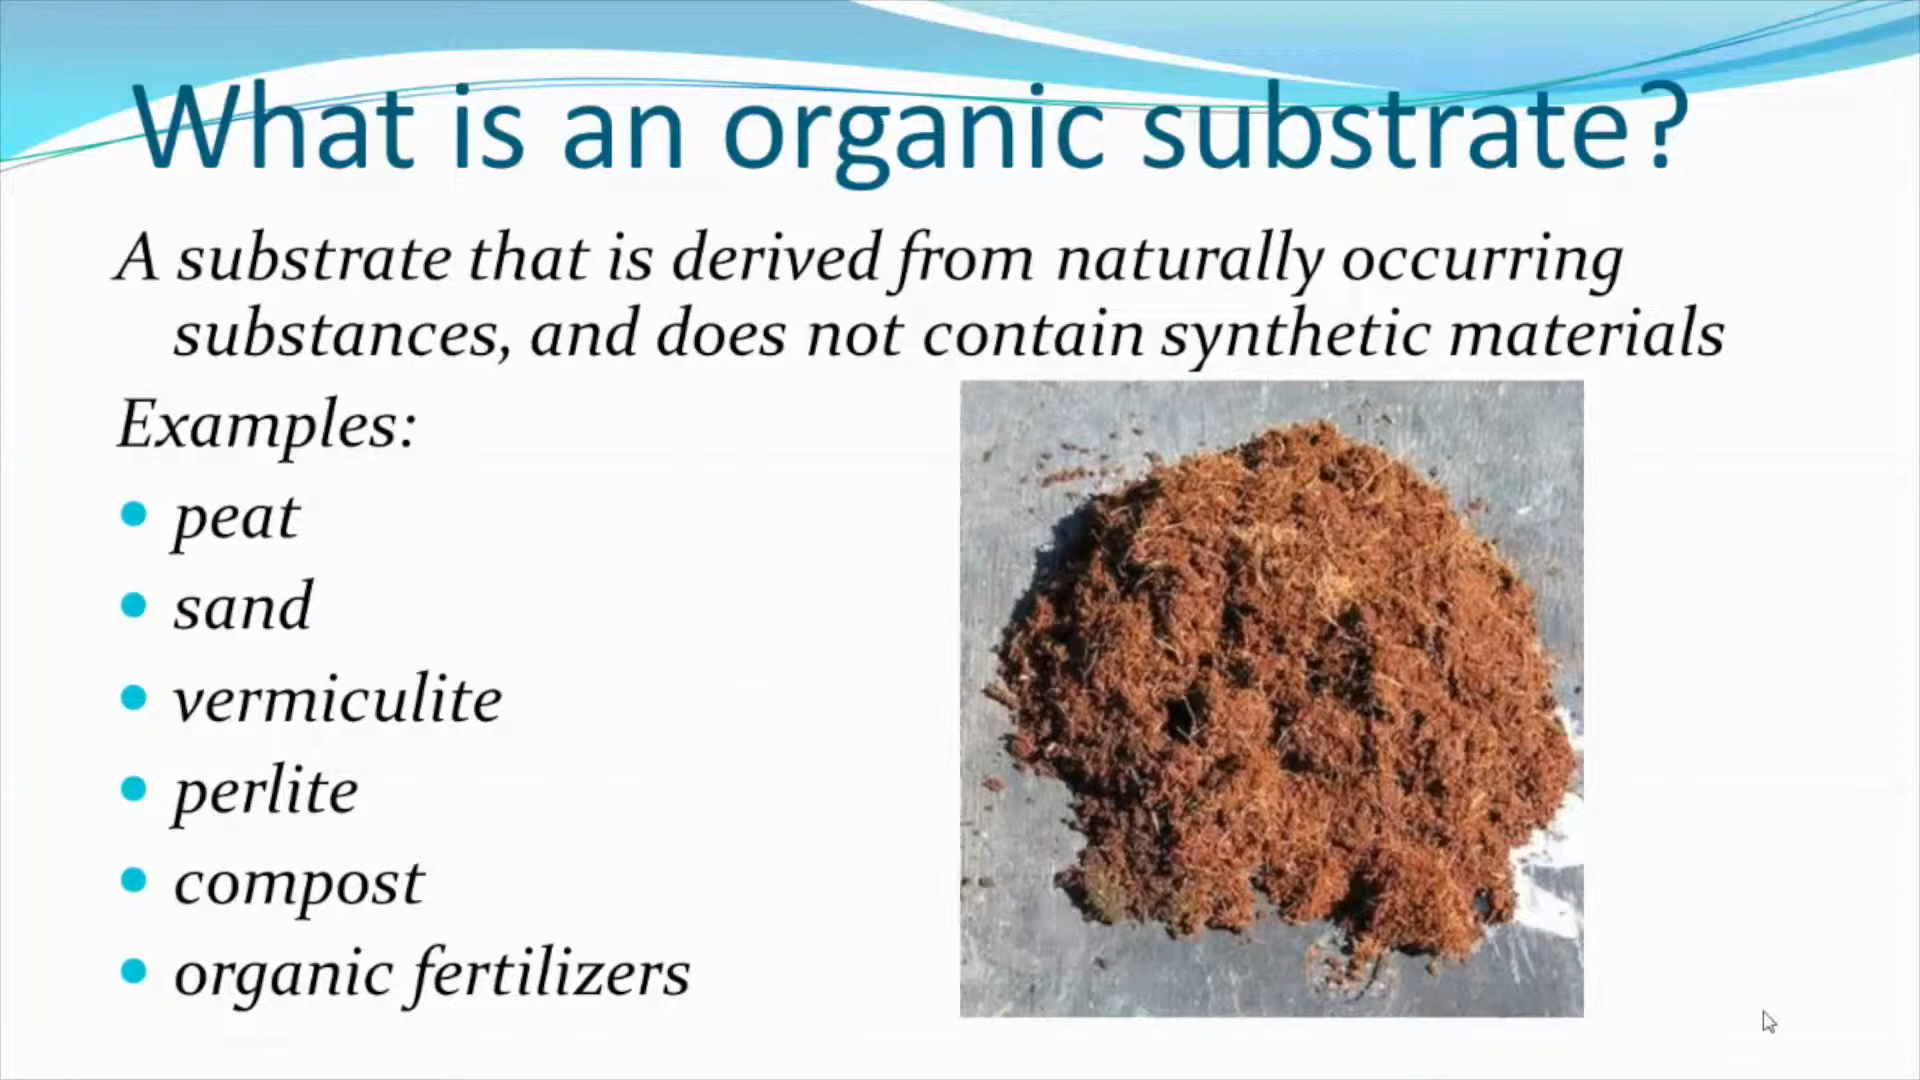 What is an organic substrate?
A substrate that is derived from naturally occurring
substances, and does not contain synthetic materials
Examples:
peat
sand
vermiculite
perlite
compost
organic fertilizers